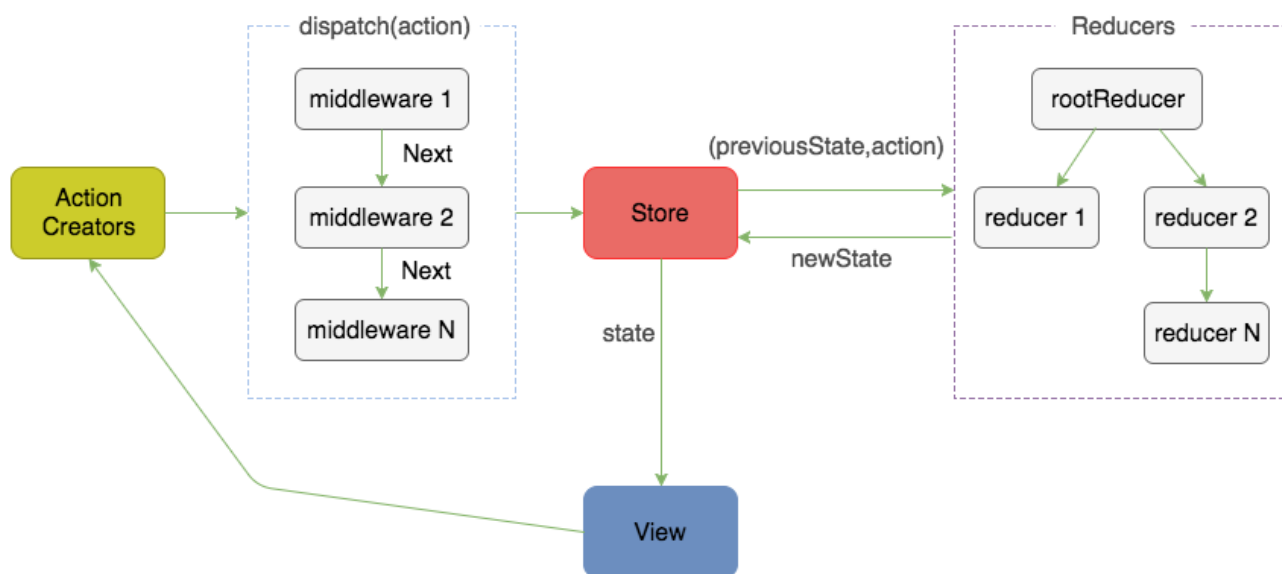 dispatch(action)
Reducers
middleware 1
rootReducer
Next
(previousState,action)
Action
Creators
middleware 2
Store
reducer 1
reducer 2
newState
Next
middleware N
state
reducer N
View